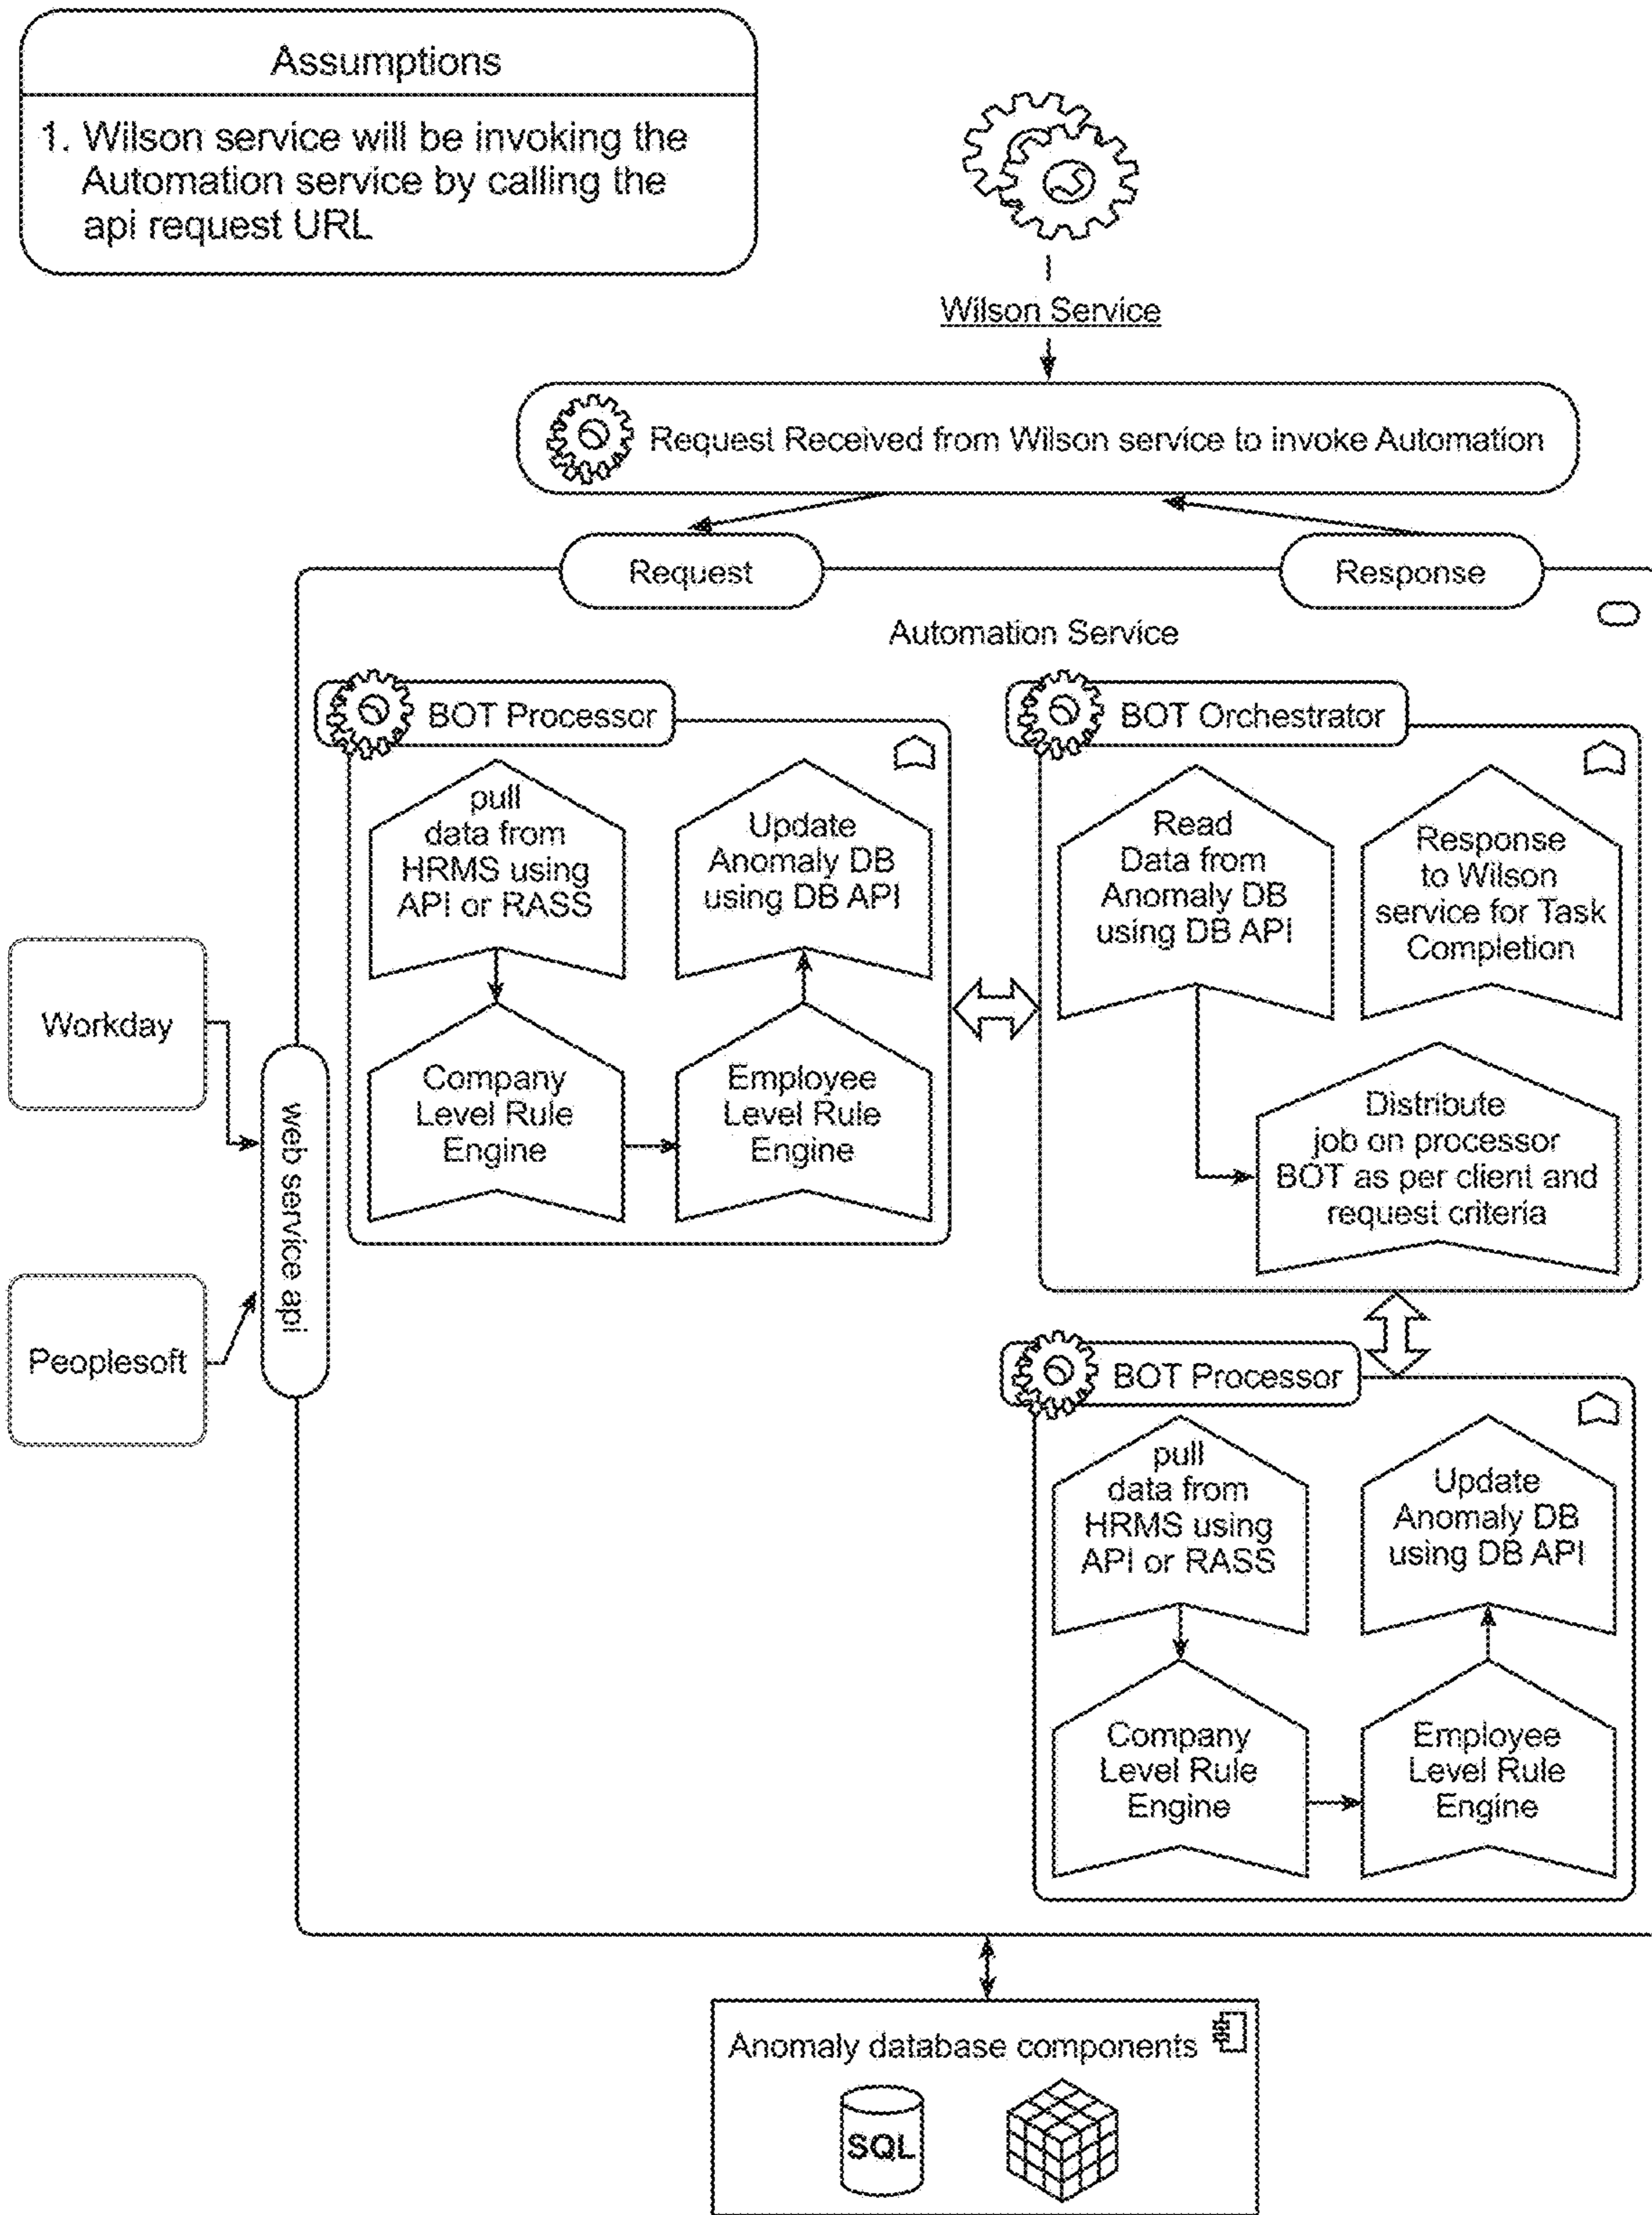 Assumptions
1. Wilson service will be invoking the
Automation service by calling the
api request URL
Wilson Service
Request Received from Wilson service to invoke Automation
Request
Response
Automation Service
BOT Processor
pull
data from
HRMS using
API or RASS
Update
Anomaly DB
using DB API
Company
Level Rule
Engine
Employee
Level Rule
Engine
BOT Orchestrator
Read
Data from
Anomaly DB
using DB API
Response
to Wilson
service for Task
Completion
Distribute
job on processor
BOT as per client and
request criteria
Workday
Peoplesoft
web service api
BOT Processor
pull
data from
HRMS using
API or RASS
Update
Anomaly DB
using DB API
Company
Level Rule
Engine
Employee
Level Rule
Engine
Anomaly database components
SQL